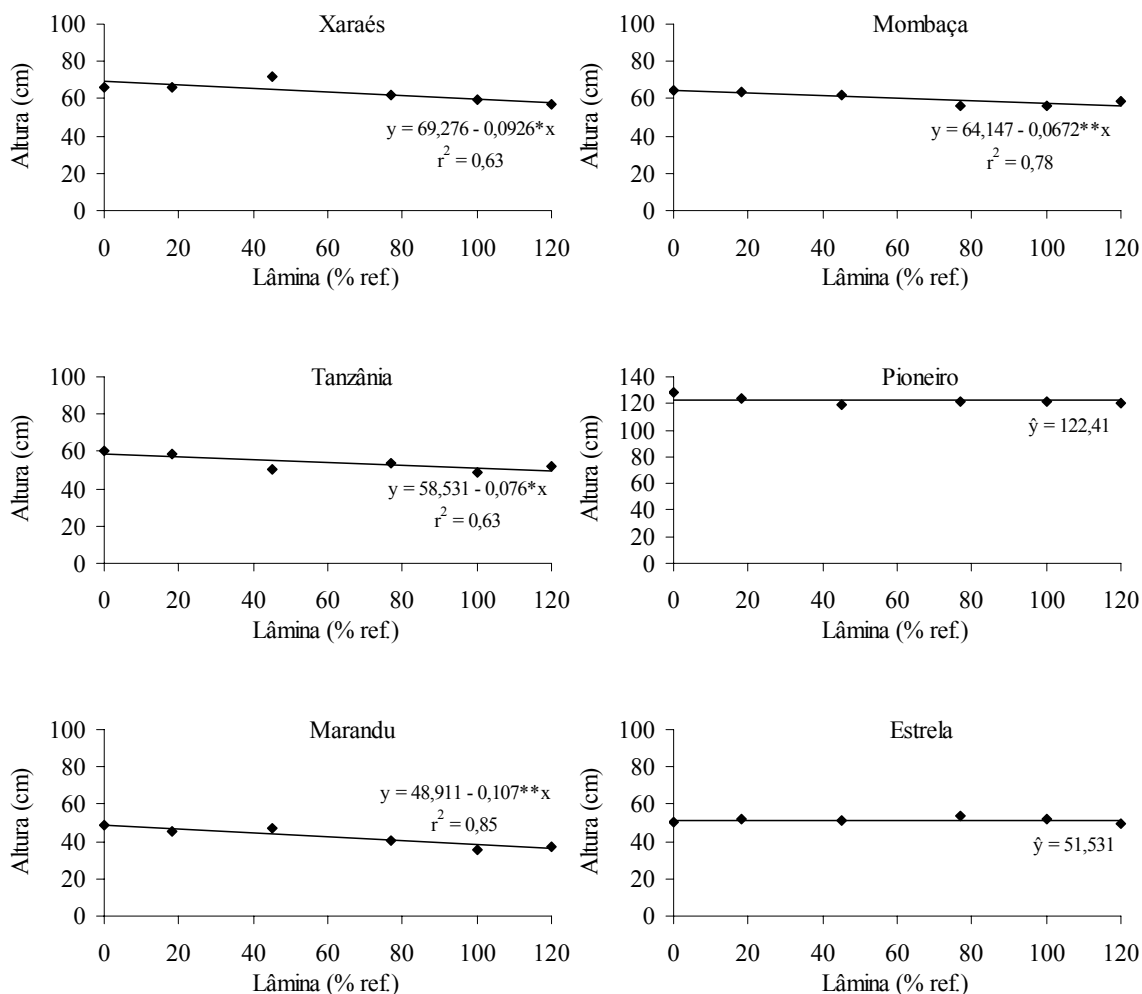 Xaraés
Altura (cm)
100
80
60
40
20
0
y = 69,276 - 0,0926*x
r² = 0,63
0 20 40 60 80 100 120
Lâmina (% ref.)
Mombaça
Altura (cm)
100
80
60
40
20
0
y = 64,147 - 0,0672**x
r² = 0,78
0 20 40 60 80 100 120
Lâmina (% ref.)
Tanzânia
Altura (cm)
100
80
60
40
20
0
y = 58,531 - 0,076*x
r² = 0,63
0 20 40 60 80 100 120
Lâmina (% ref.)
Pioneiro
Altura (cm)
140
120
100
80
60
40
20
0
ŷ = 122,41
0 20 40 60 80 100 120
Lâmina (% ref.)
Marandu
Altura (cm)
100
80
60
40
20
0
y = 48,911 - 0,107**x
r² = 0,85
0 20 40 60 80 100 120
Lâmina (% ref.)
Estrela
Altura (cm)
100
80
60
40
20
0
ŷ = 51,531
0 20 40 60 80 100 120
Lâmina (% ref.)